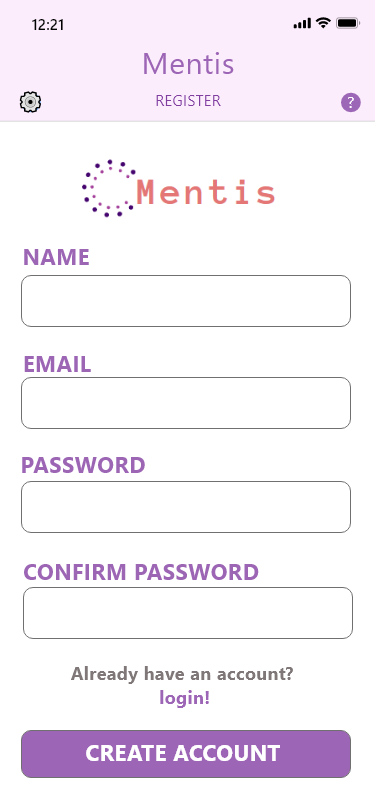 12:21
Mentis
REGISTER
?
Mentis
NAME
EMAIL
PASSWORD
CONFIRM PASSWORD
Already have an account?
login!
CREATE ACCOUNT